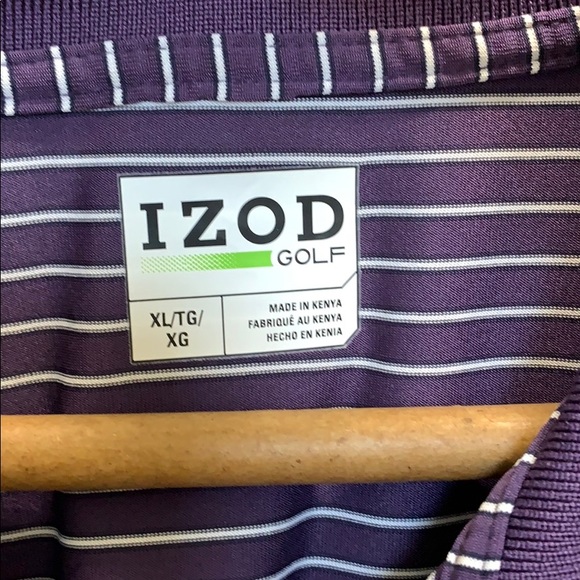 IZOD
GOLF
XL/TG/
XG
MADE IN KENYA
FABRIQUÉ AU KENYA
HECHO EN KENIA